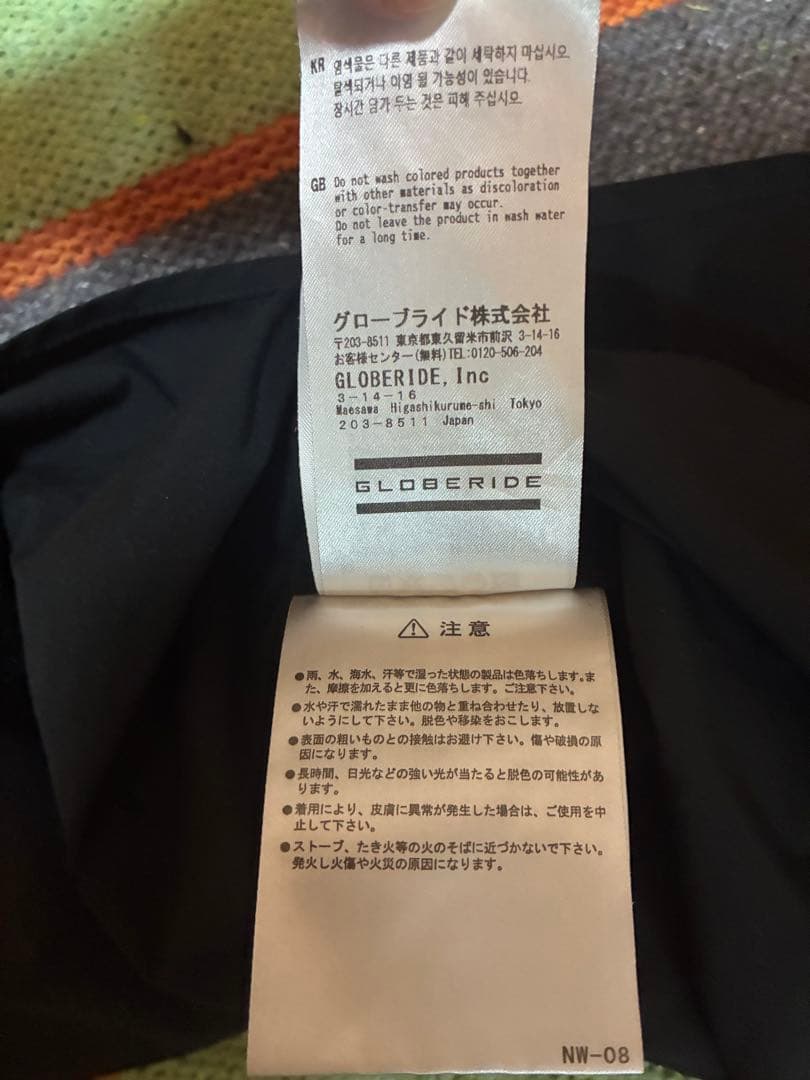 KR 염색물은 다른 제품과 같이 세탁하지 마십시오.
탈색되거나 이염 될 가능성이 있습니다.
장시간 담가 두는 것은 피해 주십시오.
GB Do not wash colored products together
with other materials as discoloration
or color-transfer may occur.
Do not leave the product in wash water
for a long time.
グローブライド株式会社
〒203-8511 東京都東久留米市前沢 3-14-16
お客様センター(無料)TEL:0120-506-204
GLOBERIDE, Inc
3-14-16
Maesawa Higashikurume-shi Tokyo
203-8511 Japan
GLOBERIDE
⚠ 注意
●雨、水、海水、汗等で湿った状態の製品は色落ちします。ま
た、摩擦を加えると更に色落ちします。ご注意下さい。
●水や汗で濡れたまま他の物と重ね合わせたり、放置しな
いようにして下さい。脱色や移染をおこします。
●表面の粗いものとの接触はお避け下さい。傷や破損の原
因になります。
●長時間、日光などの強い光が当たると脱色の可能性があ
ります。
●着用により、皮膚に異常が発生した場合は、ご使用を中
止して下さい。
●ストーブ、たき火等の火のそばに近づかないで下さい。
発火し火傷や火災の原因になります。
NW-08